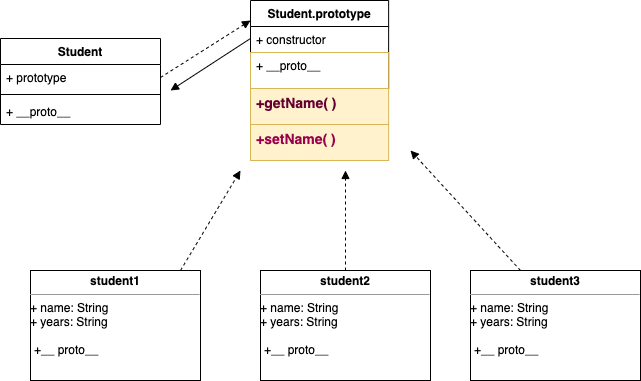 Student.prototype
+ constructor
+ __proto__
+getName( )
+setName( )
Student
+ prototype
+ __proto__
student1
+ name: String
+ years: String
+__ proto__
student2
+ name: String
+ years: String
+__ proto__
student3
+ name: String
+ years: String
+__ proto__